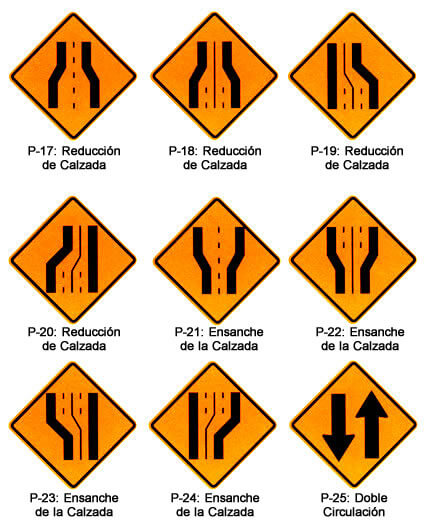 P-17: Reducción
de Calzada
P-18: Reducción
de Calzada
P-19: Reducción
de Calzada
P-20: Reducción
de Calzada
P-21: Ensanche
de la Calzada
P-22: Ensanche
de la Calzada
P-23: Ensanche
de la Calzada
P-24: Ensanche
de la Calzada
P-25: Doble
Circulación